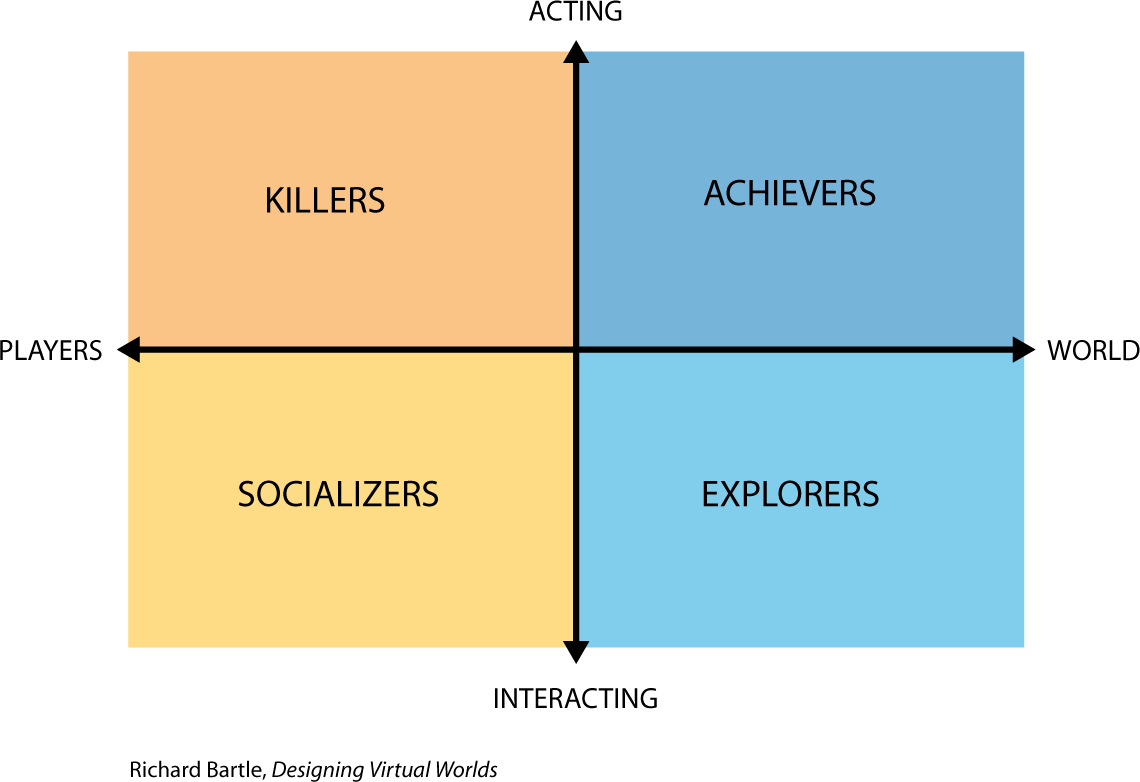 ACTING
KILLERS
ACHIEVERS
PLAYERS
WORLD
SOCIALIZERS
EXPLORERS
INTERACTING
Richard Bartle, Designing Virtual Worlds